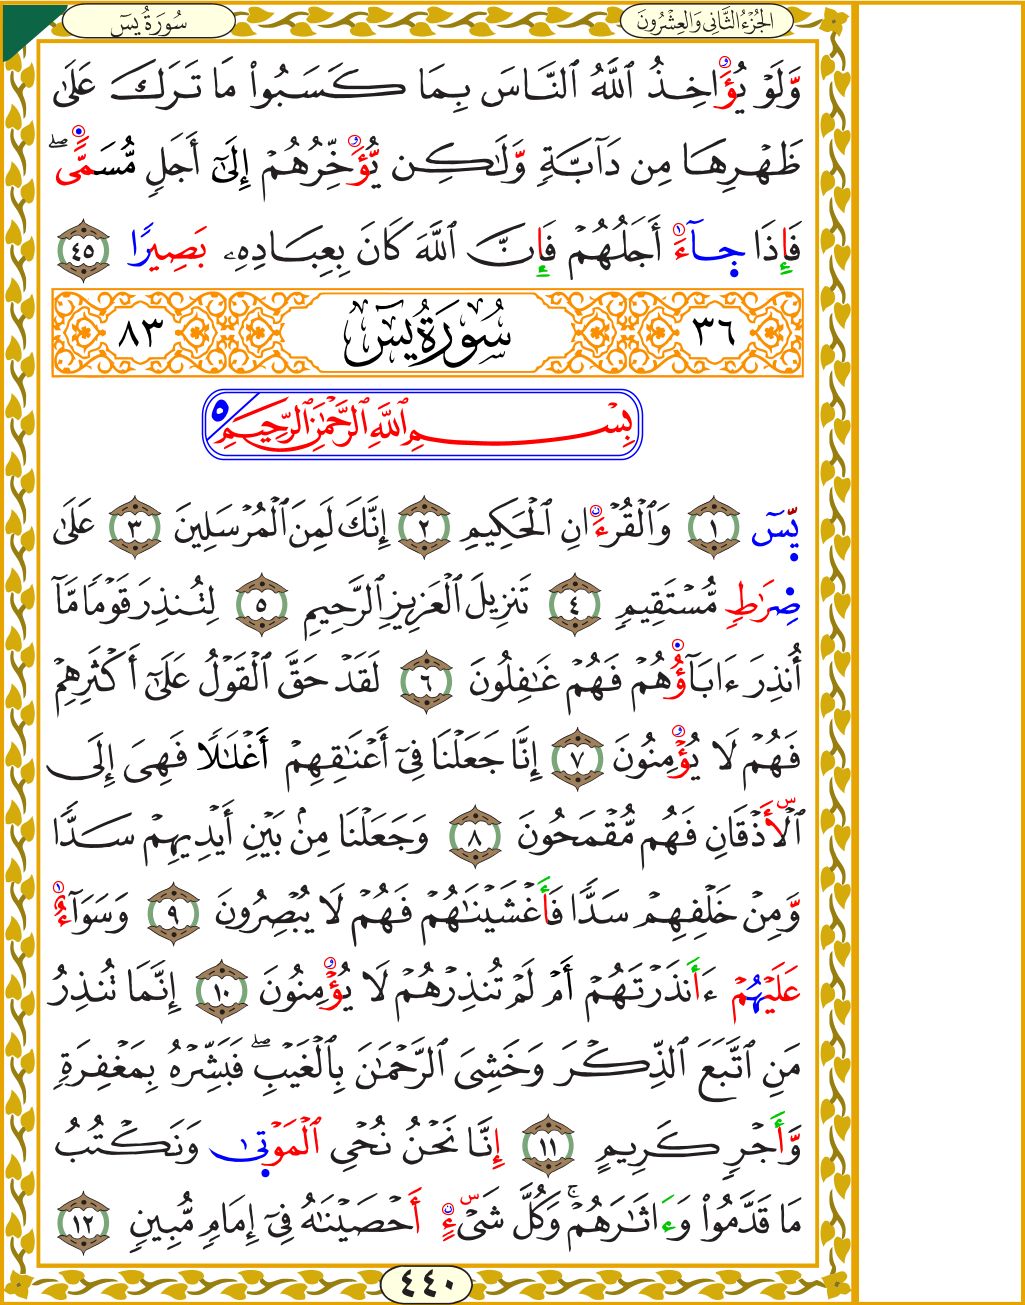 الجُزْءُ الثَّانِي وَالعِشْرُونَ
سُورَةُ يسٓ
وَّلَوْ يُؤَاخِذُ ٱللَّهُ ٱلنَّاسَ بِمَا كَسَبُوا۟ مَا تَرَكَ عَلَىٰ
ظَهْرِهَا مِن دَآبَّةٍ وَّلَٰكِن يُّؤَخِّرُهُمْ إِلَىٰٓ أَجَلٍ مُّسَمًّى ۖ
فَإِذَا جَآءَ أَجَلُهُمْ فَإِنَّ ٱللَّهَ كَانَ بِعِبَادِهِۦ بَصِيرًا ٤٥
٣٦ سُورَةُ يسٓ ٨٣
بِسْمِ ٱللَّهِ ٱلرَّحْمَٰنِ ٱلرَّحِيمِ ٥
يسٓ ١ وَٱلْقُرْءَانِ ٱلْحَكِيمِ ٢ إِنَّكَ لَمِنَ ٱلْمُرْسَلِينَ ٣ عَلَىٰ
صِرَٰطٍ مُّسْتَقِيمٍ ٤ تَنزِيلَ ٱلْعَزِيزِ ٱلرَّحِيمِ ٥ لِتُنذِرَ قَوْمًا مَّآ
أُنذِرَ ءَابَآؤُهُمْ فَهُمْ غَٰفِلُونَ ٦ لَقَدْ حَقَّ ٱلْقَوْلُ عَلَىٰٓ أَكْثَرِهِمْ
فَهُمْ لَا يُؤْمِنُونَ ٧ إِنَّا جَعَلْنَا فِىٓ أَعْنَٰقِهِمْ أَغْلَٰلًا فَهِىَ إِلَى
ٱلْأَذْقَانِ فَهُم مُّقْمَحُونَ ٨ وَجَعَلْنَا مِنۢ بَيْنِ أَيْدِيهِمْ سَدًّا
وَّمِنْ خَلْفِهِمْ سَدًّا فَأَغْشَيْنَٰهُمْ فَهُمْ لَا يُبْصِرُونَ ٩ وَسَوَآءٌ
عَلَيْهِمْ ءَأَنذَرْتَهُمْ أَمْ لَمْ تُنذِرْهُمْ لَا يُؤْمِنُونَ ١٠ إِنَّمَا تُنذِرُ
مَنِ ٱتَّبَعَ ٱلذِّكْرَ وَخَشِىَ ٱلرَّحْمَٰنَ بِٱلْغَيْبِ ۖ فَبَشِّرْهُ بِمَغْفِرَةٍ
وَّأَجْرٍ كَرِيمٍ ١١ إِنَّا نَحْنُ نُحْىِ ٱلْمَوْتَىٰ وَنَكْتُبُ
مَا قَدَّمُوا۟ وَءَاثَٰرَهُمْ ۚ وَكُلَّ شَىْءٍ أَحْصَيْنَٰهُ فِىٓ إِمَامٍ مُّبِينٍ ١٢
٤٤٠